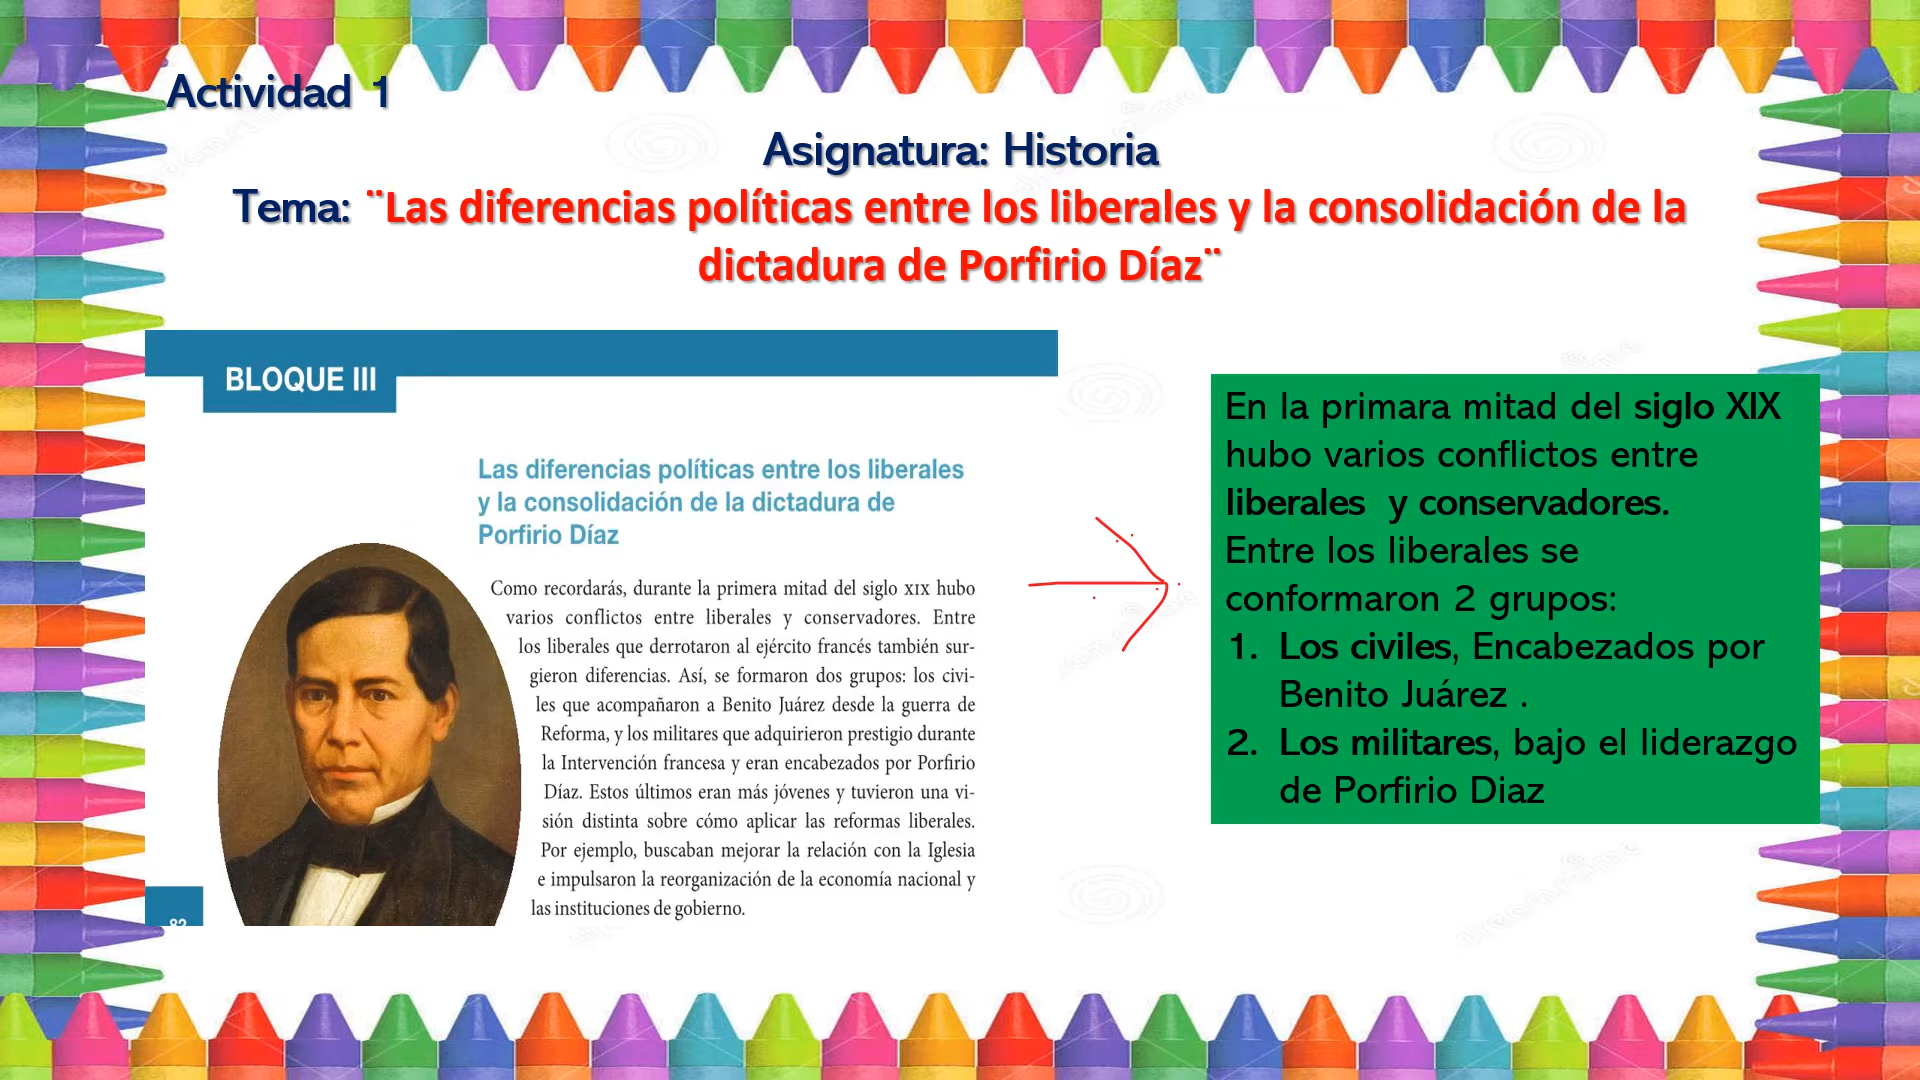 Actividad 1
Asignatura: Historia
Tema: ¨Las diferencias políticas entre los liberales y la consolidación de la
dictadura de Porfirio Díaz¨
BLOQUE III
Las diferencias políticas entre los liberales
y la consolidación de la dictadura de
Porfirio Díaz
Como recordarás, durante la primera mitad del siglo XIX hubo
varios conflictos entre liberales y conservadores. Entre
los liberales que derrotaron al ejército francés también sur-
gieron diferencias. Así, se formaron dos grupos: los civi-
les que acompañaron a Benito Juárez desde la guerra de
Reforma, y los militares que adquirieron prestigio durante
la Intervención francesa y eran encabezados por Porfirio
Díaz. Estos últimos eran más jóvenes y tuvieron una vi-
sión distinta sobre cómo aplicar las reformas liberales.
Por ejemplo, buscaban mejorar la relación con la Iglesia
e impulsaron la reorganización de la economía nacional y
las instituciones de gobierno.
En la primara mitad del siglo XIX
hubo varios conflictos entre
liberales y conservadores.
Entre los liberales se
conformaron 2 grupos:
1. Los civiles, Encabezados por
Benito Juárez .
2. Los militares, bajo el liderazgo
de Porfirio Diaz